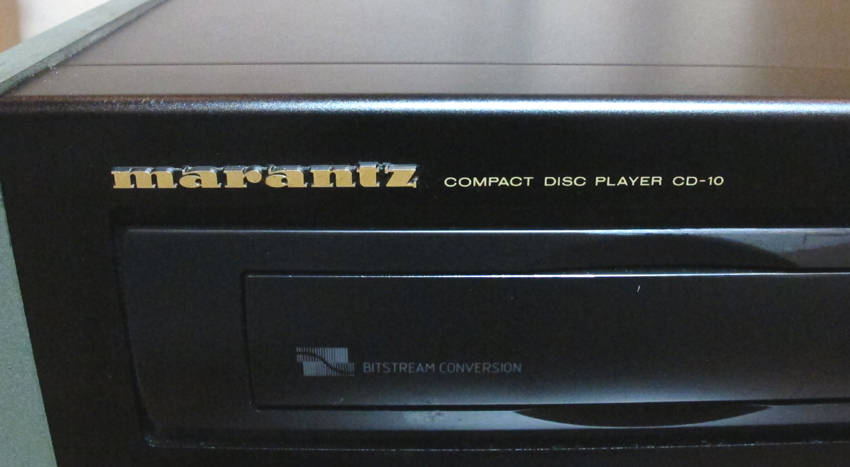 marantz COMPACT DISC PLAYER CD-10
BITSTREAM CONVERSION